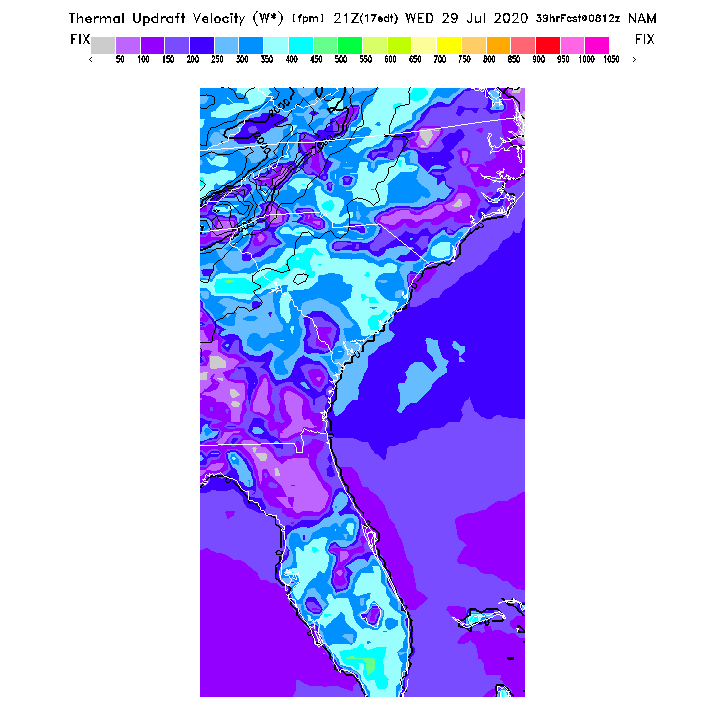 Thermal Updraft Velocity (W*) [fpm] 21Z(17edt) WED 29 Jul 2020 39hrFcst@0812z NAM
FIX FIX
< 50 100 150 200 250 300 350 400 450 500 550 600 650 700 750 800 850 900 950 1000 1050 >